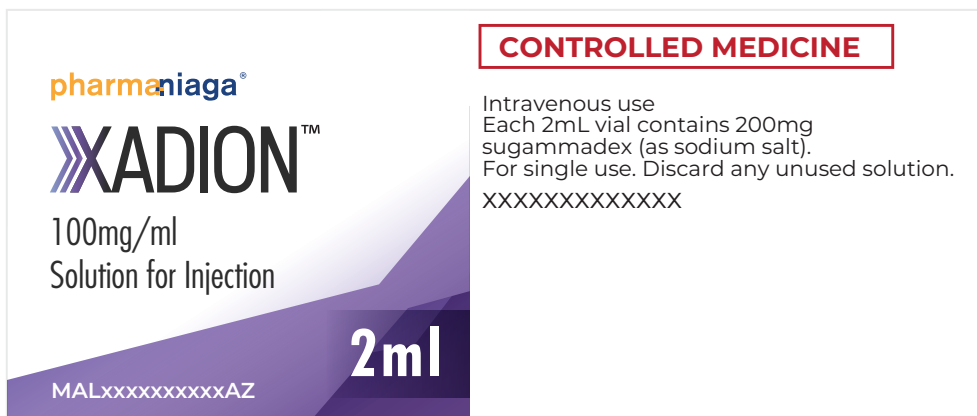 pharmaniaga®
XADION™
100mg/ml
Solution for Injection
2ml
MALxxxxxxxxxxAZ
CONTROLLED MEDICINE
Intravenous use
Each 2mL vial contains 200mg
sugammadex (as sodium salt).
For single use. Discard any unused solution.
XXXXXXXXXXXXX